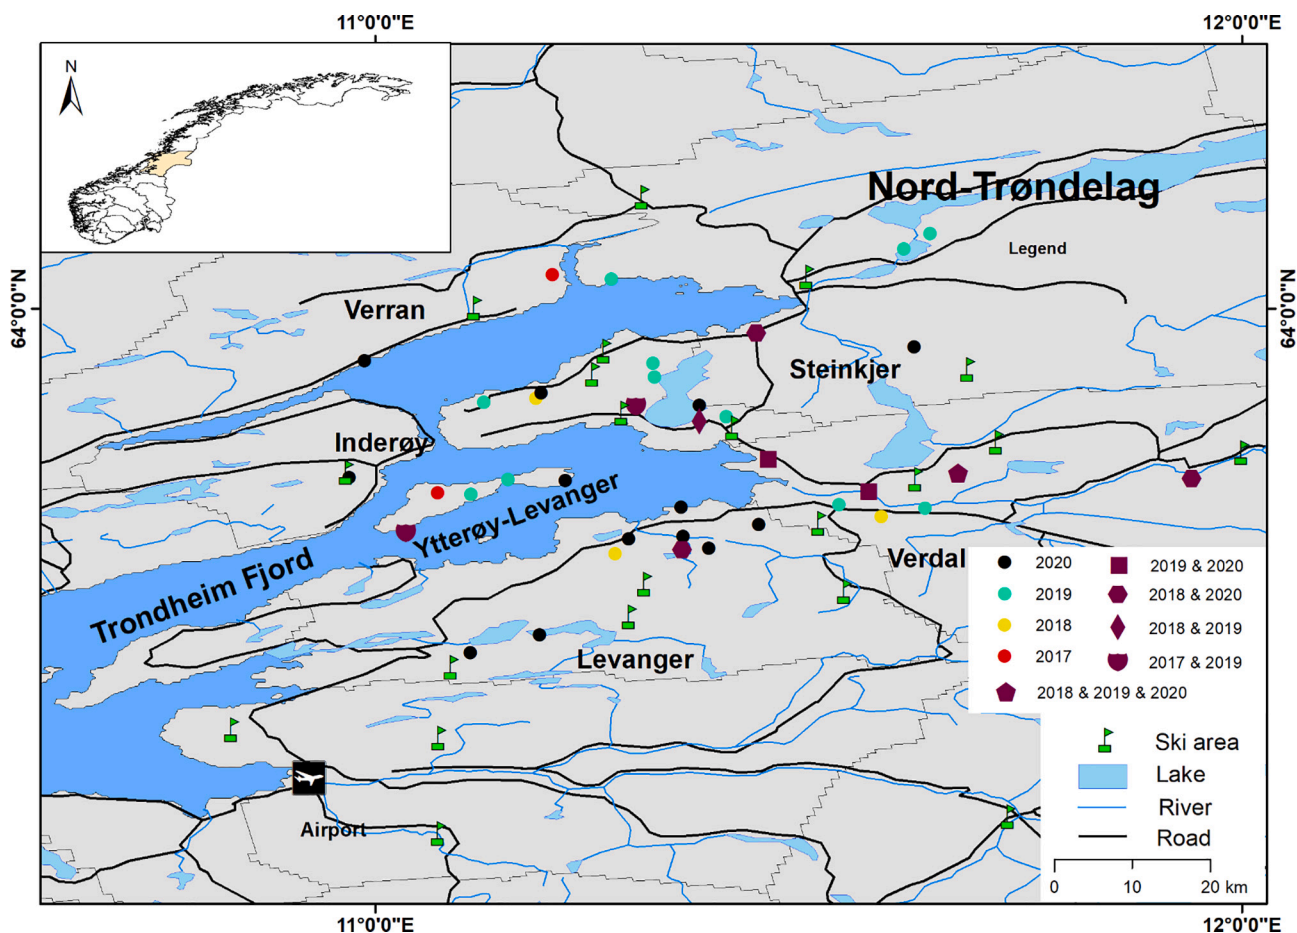 11°0'0"E
12°0'0"E
N
Nord-Trøndelag
Legend
64°0'0"N
64°0'0"N
Verran
Steinkjer
Inderøy
Ytterøy-Levanger
Trondheim Fjord
Verdal
2020
2019 & 2020
2019
2018 & 2020
2018
2018 & 2019
2017
2017 & 2019
2018 & 2019 & 2020
Levanger
Ski area
Lake
River
Road
Airport
0 10 20 km
11°0'0"E
12°0'0"E